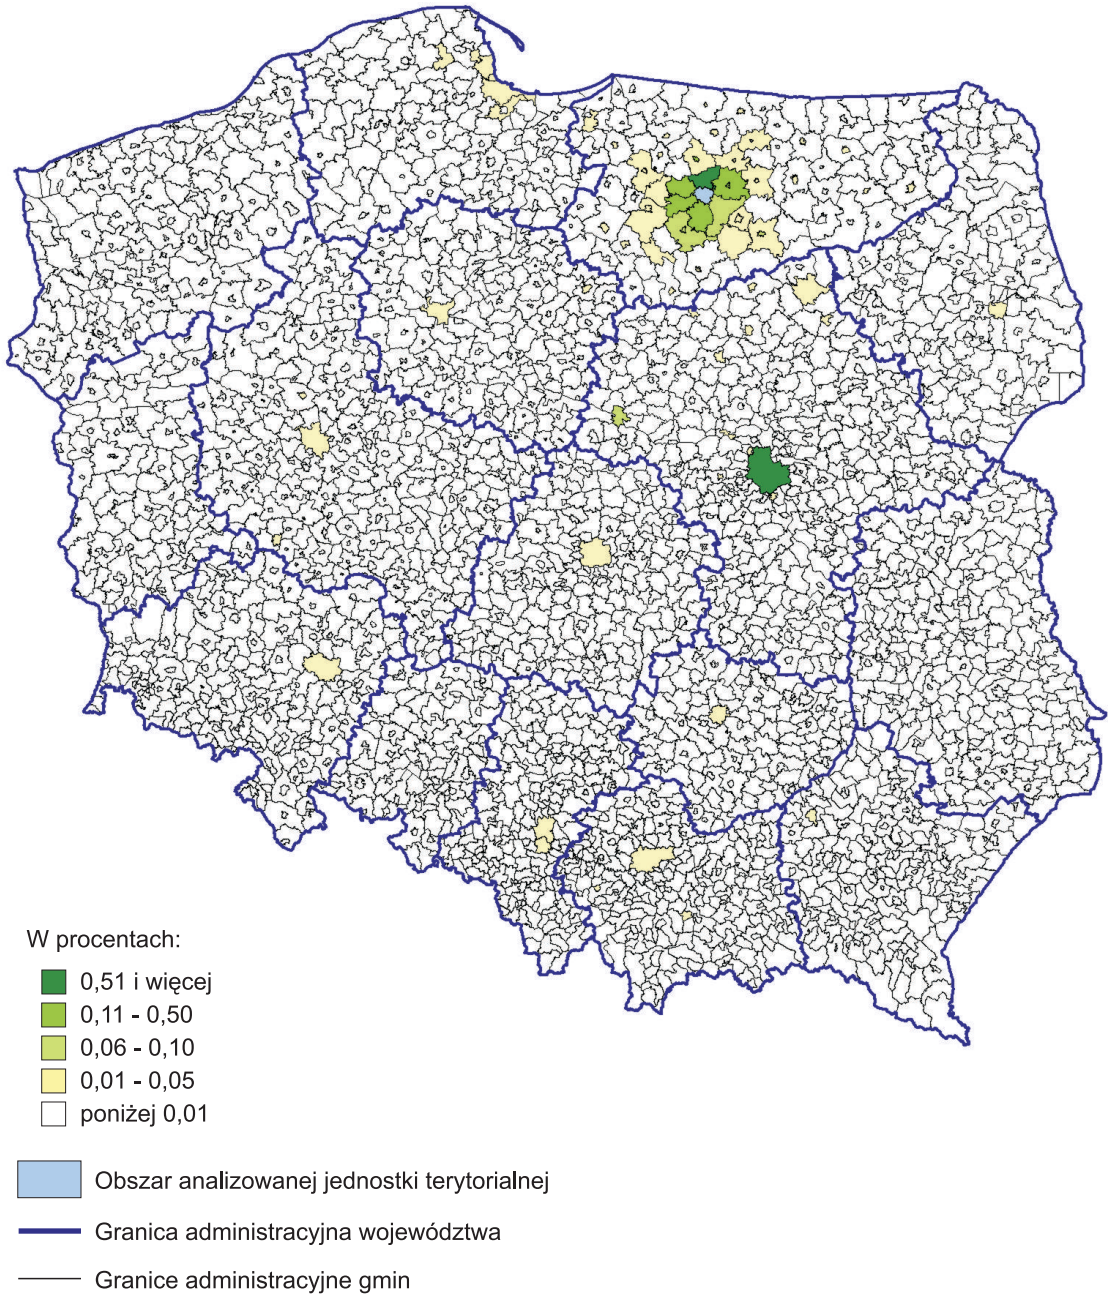 W procentach:
0,51 i więcej
0,11 - 0,50
0,06 - 0,10
0,01 - 0,05
poniżej 0,01
Obszar analizowanej jednostki terytorialnej
Granica administracyjna województwa
Granice administracyjne gmin